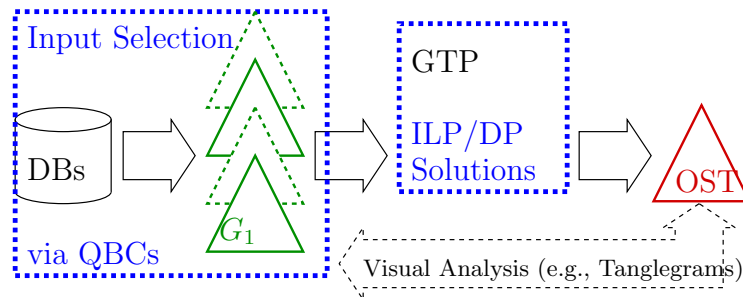 Input Selection
DBs
G₁
via QBCs
GTP
ILP/DP
Solutions
OST
Visual Analysis (e.g., Tanglegrams)